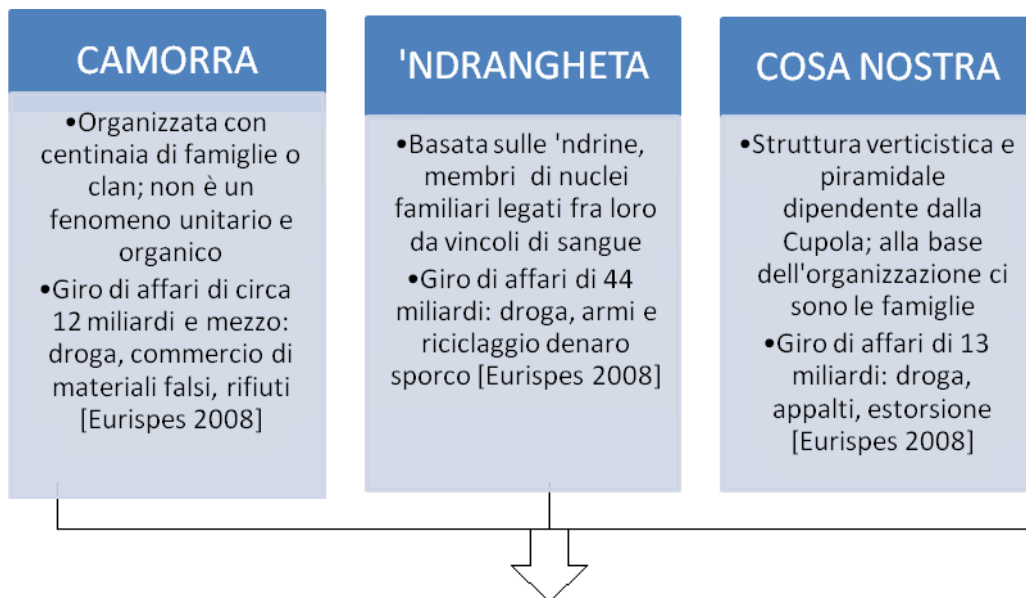 CAMORRA
•Organizzata con
centinaia di famiglie o
clan; non è un
fenomeno unitario e
organico
•Giro di affari di circa
12 miliardi e mezzo:
droga, commercio di
materiali falsi, rifiuti
[Eurispes 2008]
'NDRANGHETA
•Basata sulle 'ndrine,
membri di nuclei
familiari legati fra loro
da vincoli di sangue
•Giro di affari di 44
miliardi: droga, armi e
riciclaggio denaro
sporco [Eurispes 2008]
COSA NOSTRA
•Struttura verticistica e
piramidale
dipendente dalla
Cupola; alla base
dell'organizzazione ci
sono le famiglie
•Giro di affari di 13
miliardi: droga,
appalti, estorsione
[Eurispes 2008]